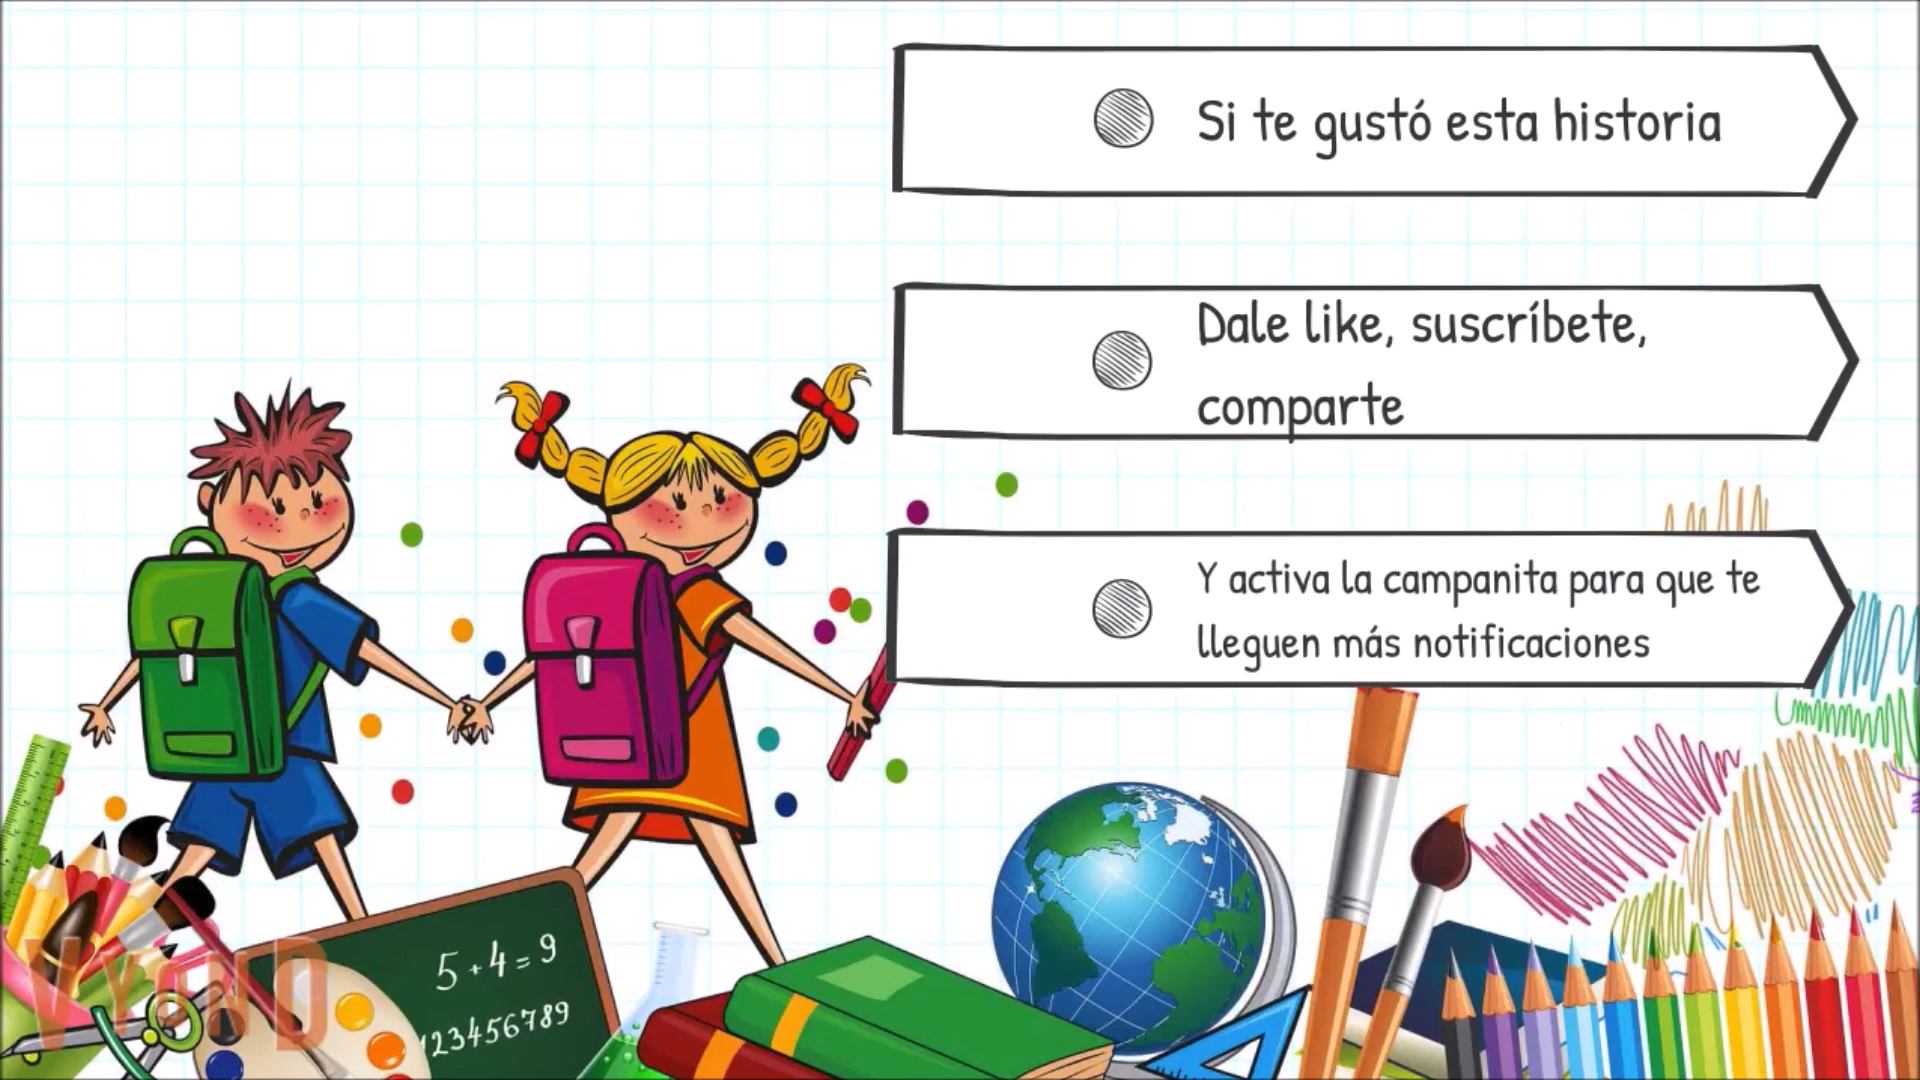 Si te gustó esta historia
Dale like, suscríbete,
comparte
Y activa la campanita para que te
lleguen más notificaciones
5+4=9
123456789
VYOND